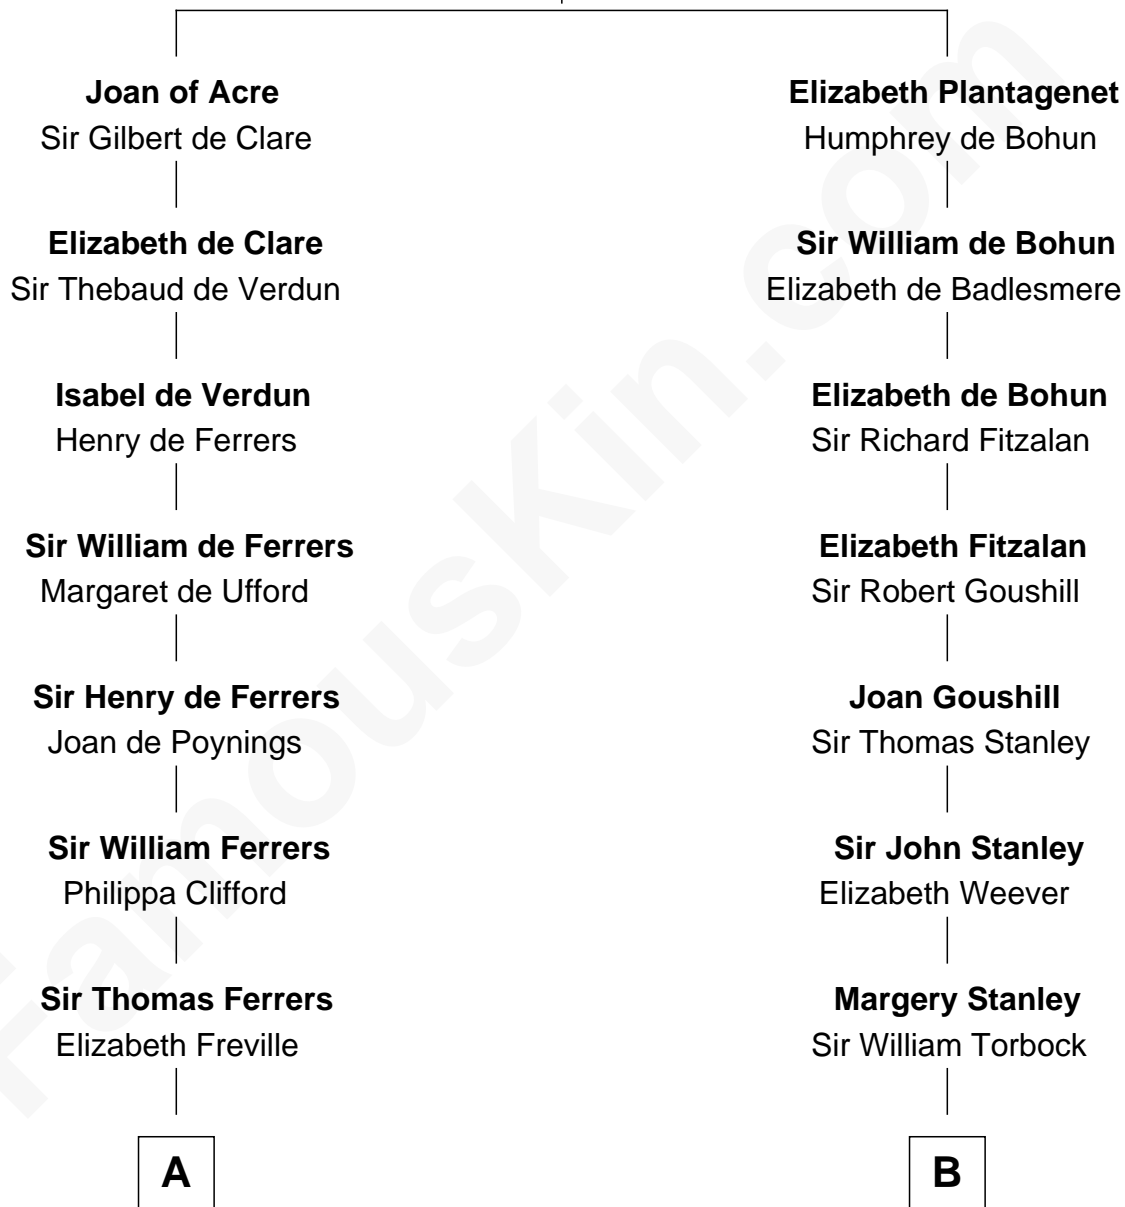 Joan of Acre
Sir Gilbert de Clare
Elizabeth de Clare
Sir Thebaud de Verdun
Isabel de Verdun
Henry de Ferrers
Sir William de Ferrers
Margaret de Ufford
Sir Henry de Ferrers
Joan de Poynings
Sir William Ferrers
Philippa Clifford
Sir Thomas Ferrers
Elizabeth Freville
A
Elizabeth Plantagenet
Humphrey de Bohun
Sir William de Bohun
Elizabeth de Badlesmere
Elizabeth de Bohun
Sir Richard Fitzalan
Elizabeth Fitzalan
Sir Robert Goushill
Joan Goushill
Sir Thomas Stanley
Sir John Stanley
Elizabeth Weever
Margery Stanley
Sir William Torbock
B
FamousKin.com